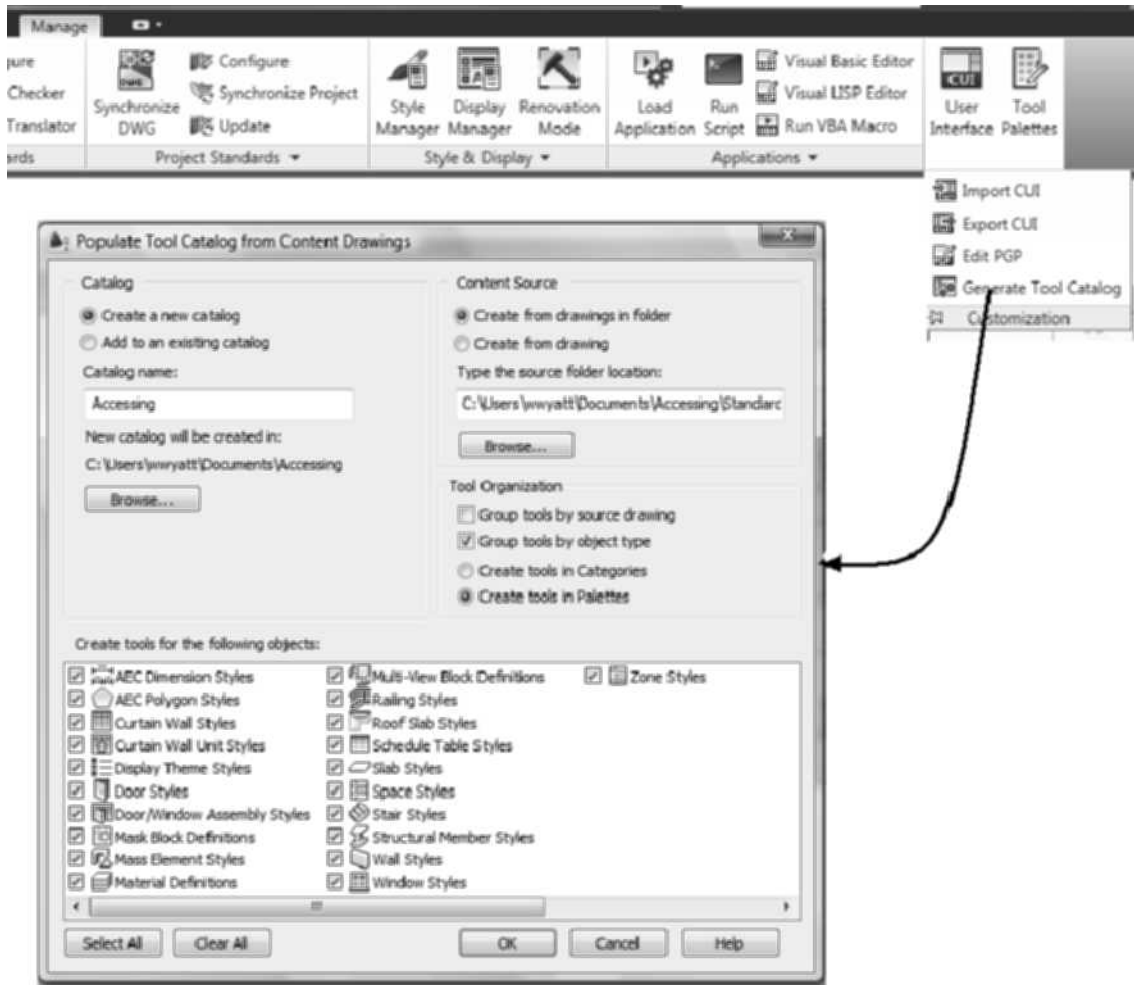 Manage
ure
Checker
Translator
ards
Synchronize
DWG
Configure
Synchronize Project
Update
Project Standards
Style
Manager
Display
Manager
Renovation
Mode
Style & Display
Load
Application
Run
Script
Visual Basic Editor
Visual LISP Editor
Run VBA Macro
Applications
CUI
User
Interface
Tool
Palettes
Import CUI
Export CUI
Edit PGP
Generate Tool Catalog
Customization
Populate Tool Catalog from Content Drawings
Catalog
Create a new catalog
Add to an existing catalog
Catalog name:
Accessing
New catalog will be created in:
C:\Users\wwyatt\Documents\Accessing
Browse...
Content Source
Create from drawings in folder
Create from drawing
Type the source folder location:
C:\Users\wwyatt\Documents\Accessing\Standarc
Browse...
Tool Organization
Group tools by source drawing
Group tools by object type
Create tools in Categories
Create tools in Palettes
Create tools for the following objects:
AEC Dimension Styles
AEC Polygon Styles
Curtain Wall Styles
Curtain Wall Unit Styles
Display Theme Styles
Door Styles
Door/Window Assembly Styles
Mask Block Definitions
Mass Element Styles
Material Definitions
Multi-View Block Definitions
Railing Styles
Roof Slab Styles
Schedule Table Styles
Slab Styles
Space Styles
Stair Styles
Structural Member Styles
Wall Styles
Window Styles
Zone Styles
Select All
Clear All
OK
Cancel
Help